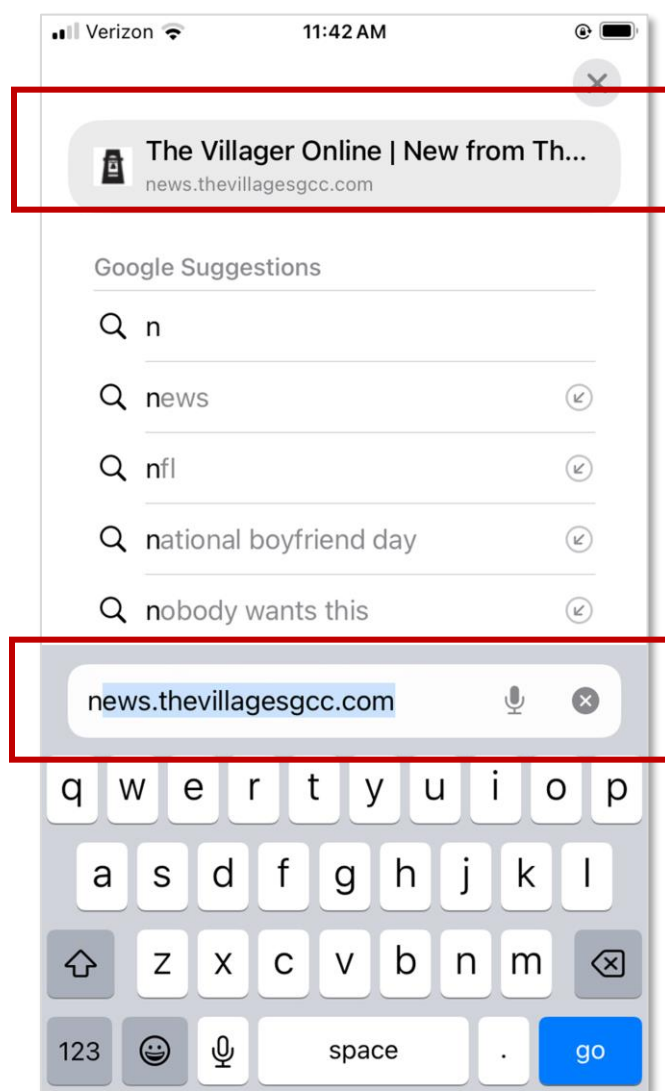 Verizon 11:42 AM
The Villager Online | New from Th...
news.thevillagesgcc.com
Google Suggestions
n
news
nfl
national boyfriend day
nobody wants this
news.thevillagesgcc.com
q w e r t y u i o p
a s d f g h j k l
z x c v b n m
123 space . go